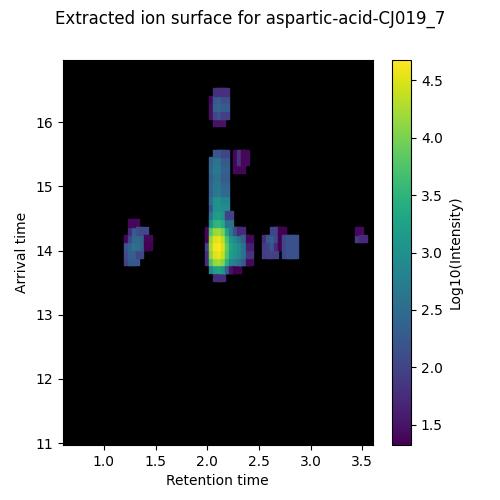 Extracted ion surface for aspartic-acid-CJ019_7
Arrival time
16
15
14
13
12
11
1.0 1.5 2.0 2.5 3.0 3.5
Retention time
4.5
4.0
3.5
3.0
2.5
2.0
1.5
Log10(Intensity)